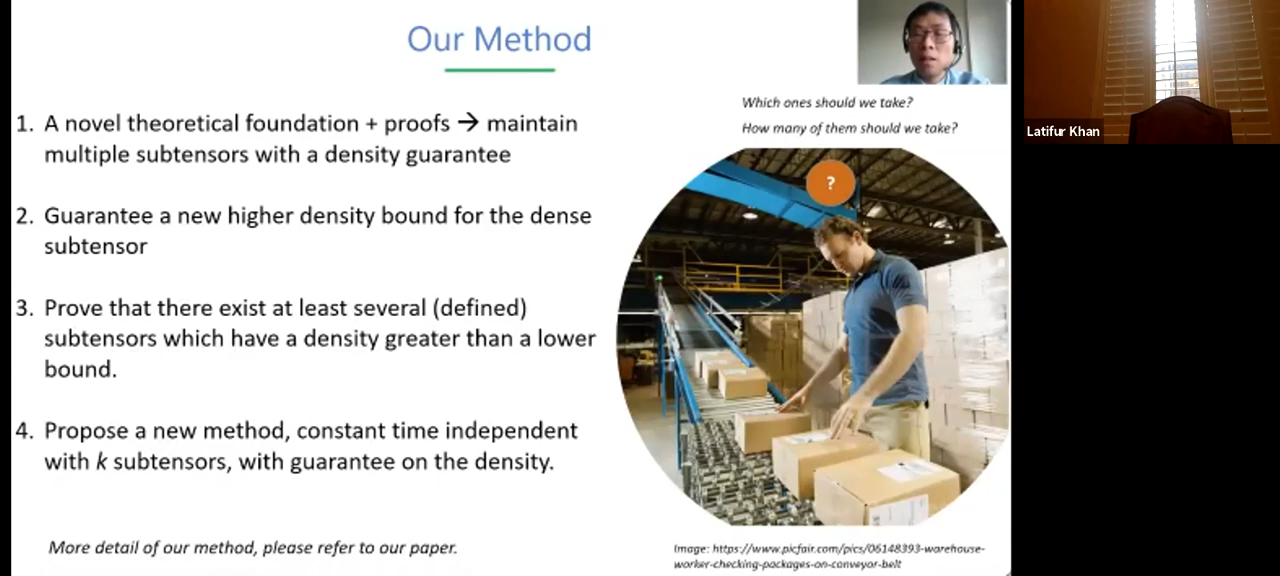 Our Method
1. A novel theoretical foundation + proofs → maintain
multiple subtensors with a density guarantee
2. Guarantee a new higher density bound for the dense
subtensor
3. Prove that there exist at least several (defined)
subtensors which have a density greater than a lower
bound.
4. Propose a new method, constant time independent
with k subtensors, with guarantee on the density.
More detail of our method, please refer to our paper.
Which ones should we take?
How many of them should we take?
?
Image: https://www.picfair.com/pics/06148393-warehouse-
worker-checking-packages-on-conveyor-belt
Latifur Khan